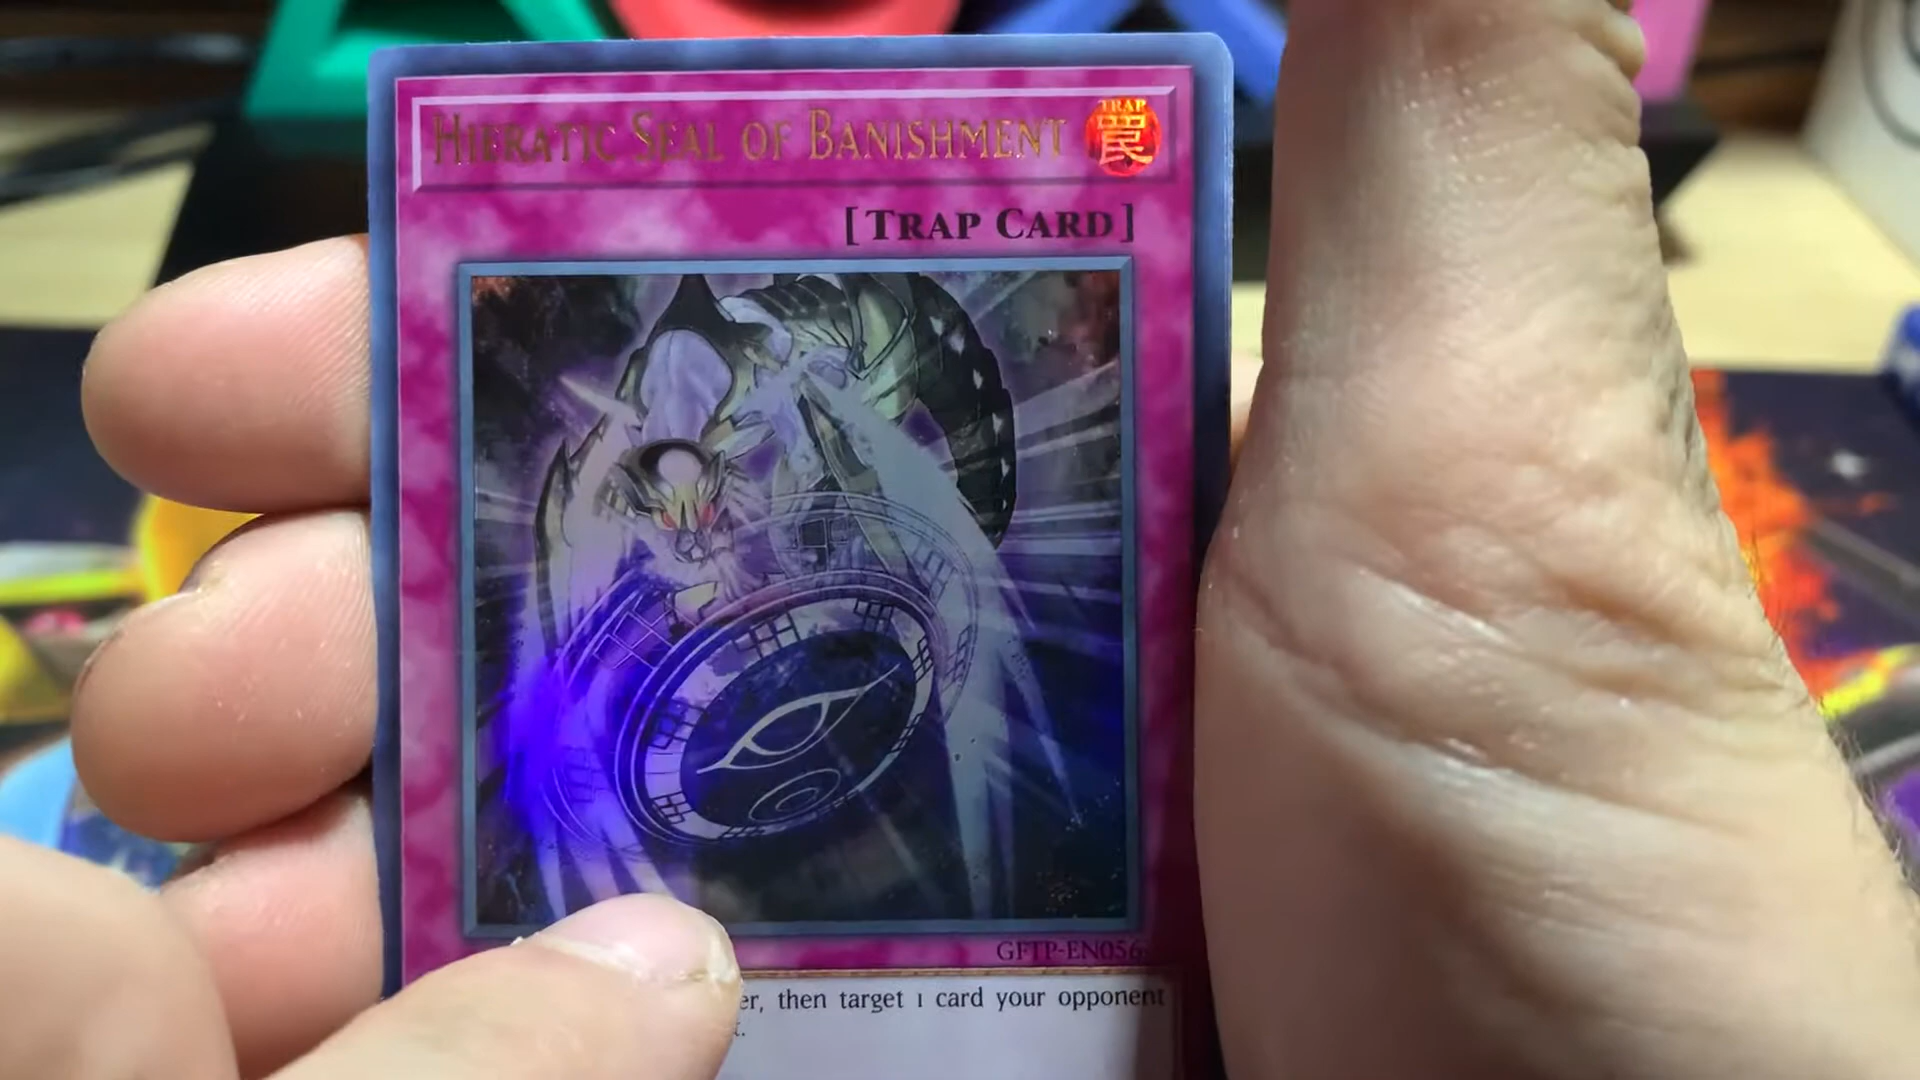 HIERATIC SEAL OF BANISHMENT
TRAP
罠
[TRAP CARD]
GFTP-EN056
er, then target 1 card your opponent
t.